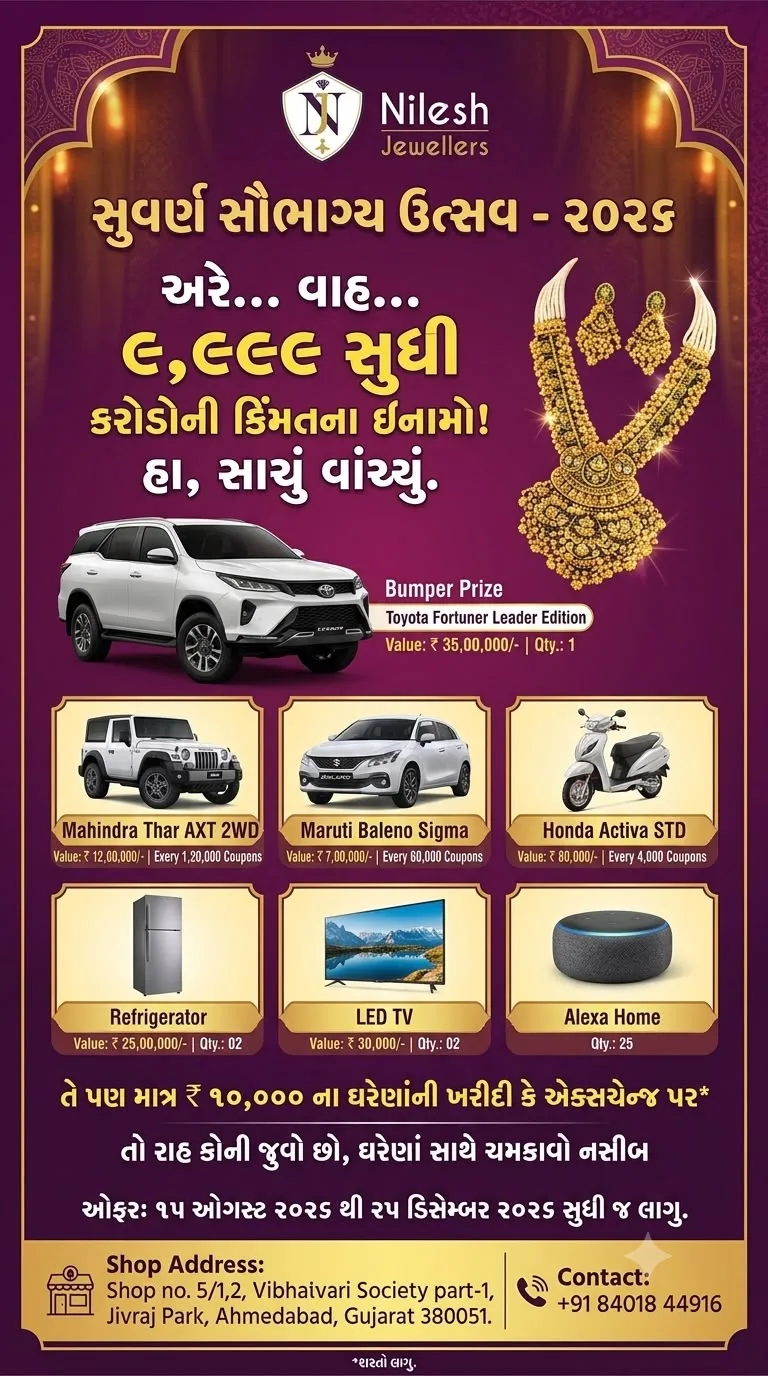 NJ
Nilesh
Jewellers
સુવર્ણ સૌભાગ્ય ઉત્સવ - ૨૦૨૬
અરે... વાહ...
૯,૯૯૯ સુધી
કરોડોની કિંમતના ઈનામો!
હા, સાચું વાંચ્યું.
Bumper Prize
Toyota Fortuner Leader Edition
Value: ₹ 35,00,000/- | Qty.: 1
Mahindra Thar AXT 2WD
Value: ₹ 12,00,000/- | Every 1,20,000 Coupons
Maruti Baleno Sigma
Value: ₹ 7,00,000/- | Every 60,000 Coupons
Honda Activa STD
Value: ₹ 80,000/- | Every 4,000 Coupons
Refrigerator
Value: ₹ 25,00,000/- | Qty.: 02
LED TV
Value: ₹ 30,000/- | Qty.: 02
Alexa Home
Qty.: 25
તે પણ માત્ર ₹ ૧૦,૦૦૦ ના ઘરેણાંની ખરીદી કે એક્સચેન્જ પર*
તો રાહ કોની જુવો છો, ઘરેણાં સાથે ચમકાવો નસીબ
ઓફર: ૧૫ ઓગસ્ટ ૨૦૨૬ થી ૨૫ ડિસેમ્બર ૨૦૨૬ સુધી જ લાગુ.
Shop Address:
Shop no. 5/1,2, Vibhaivari Society part-1,
Jivraj Park, Ahmedabad, Gujarat 380051.
Contact:
+91 84018 44916
*શરતો લાગુ.